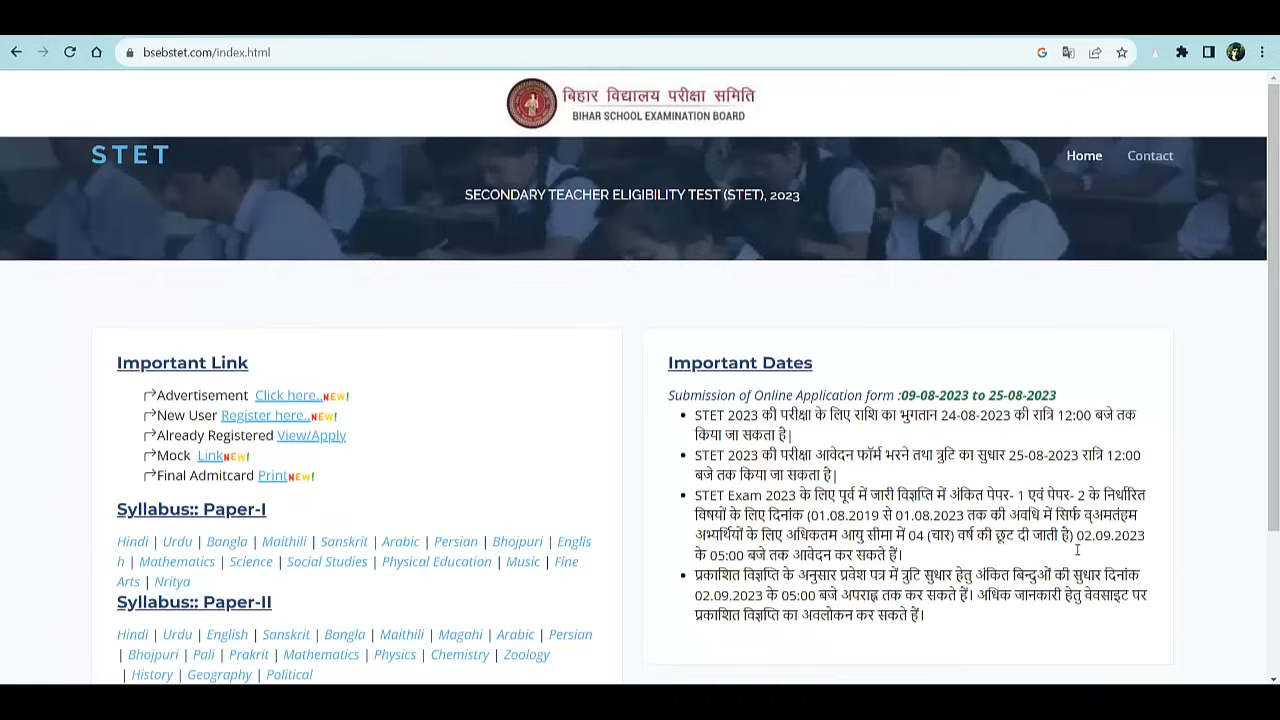 bsebstet.com/index.html
बिहार विद्यालय परीक्षा समिति
BIHAR SCHOOL EXAMINATION BOARD
STET
Home Contact
SECONDARY TEACHER ELIGIBILITY TEST (STET), 2023
Important Link
Advertisement Click here..NEW!
New User Register here..NEW!
Already Registered View/Apply
Mock LinkNEW!
Final Admitcard PrintNEW!
Syllabus:: Paper-I
Hindi | Urdu | Bangla | Maithili | Sanskrit | Arabic | Persian | Bhojpuri | Englis
h | Mathematics | Science | Social Studies | Physical Education | Music | Fine
Arts | Nritya
Syllabus:: Paper-II
Hindi | Urdu | English | Sanskrit | Bangla | Maithili | Magahi | Arabic | Persian
| Bhojpuri | Pali | Prakrit | Mathematics | Physics | Chemistry | Zoology
| History | Geography | Political
Important Dates
Submission of Online Application form :09-08-2023 to 25-08-2023
STET 2023 की परीक्षा के लिए राशि का भुगतान 24-08-2023 की रात्रि 12:00 बजे तक
किया जा सकता है|
STET 2023 की परीक्षा आवेदन फॉर्म भरने तथा त्रुटि का सुधार 25-08-2023 रात्रि 12:00
बजे तक किया जा सकता है|
STET Exam 2023 के लिए पूर्व में जारी विज्ञप्ति में अंकित पेपर- 1 एवं पेपर- 2 के निर्धारित
विषयों के लिए दिनांक (01.08.2019 से 01.08.2023 तक की अवधि में सिर्फ व्अमतंहम
अभ्यर्थियों के लिए अधिकतम आयु सीमा में 04 (चार) वर्ष की छूट दी जाती है) 02.09.2023
के 05:00 बजे तक आवेदन कर सकते हैं।
प्रकाशित विज्ञप्ति के अनुसार प्रवेश पत्र में त्रुटि सुधार हेतु अंकित बिन्दुओं की सुधार दिनांक
02.09.2023 के 05:00 बजे अपराह्न तक कर सकते हैं। अधिक जानकारी हेतु वेवसाइट पर
प्रकाशित विज्ञप्ति का अवलोकन कर सकते हैं।